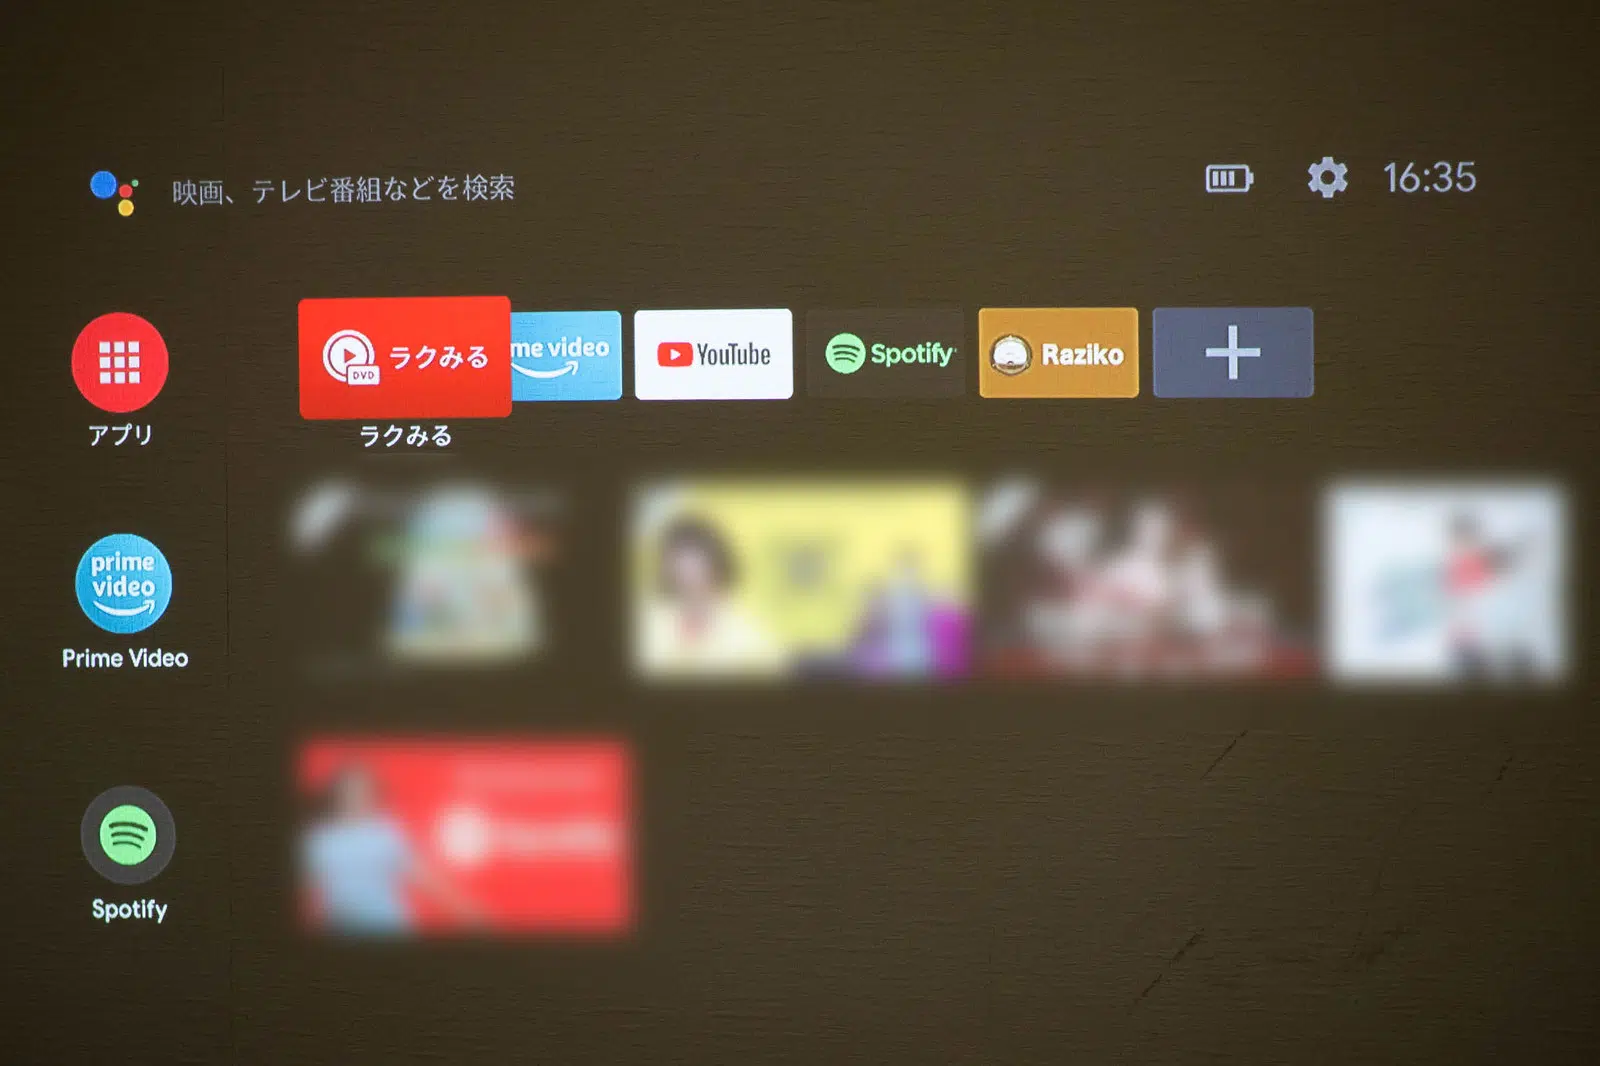 映画、テレビ番組などを検索
16:35
DVD
ラクみる
me video
YouTube
Spotify
Raziko
アプリ
ラクみる
prime
video
Prime Video
Spotify